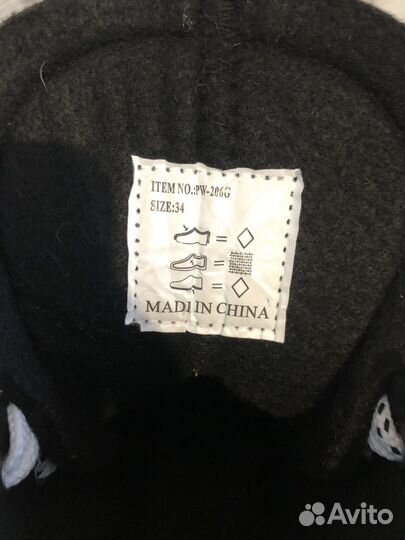 ITEM NO.:PW-206G
SIZE:34
=
=
=
MADE IN CHINA
Avito